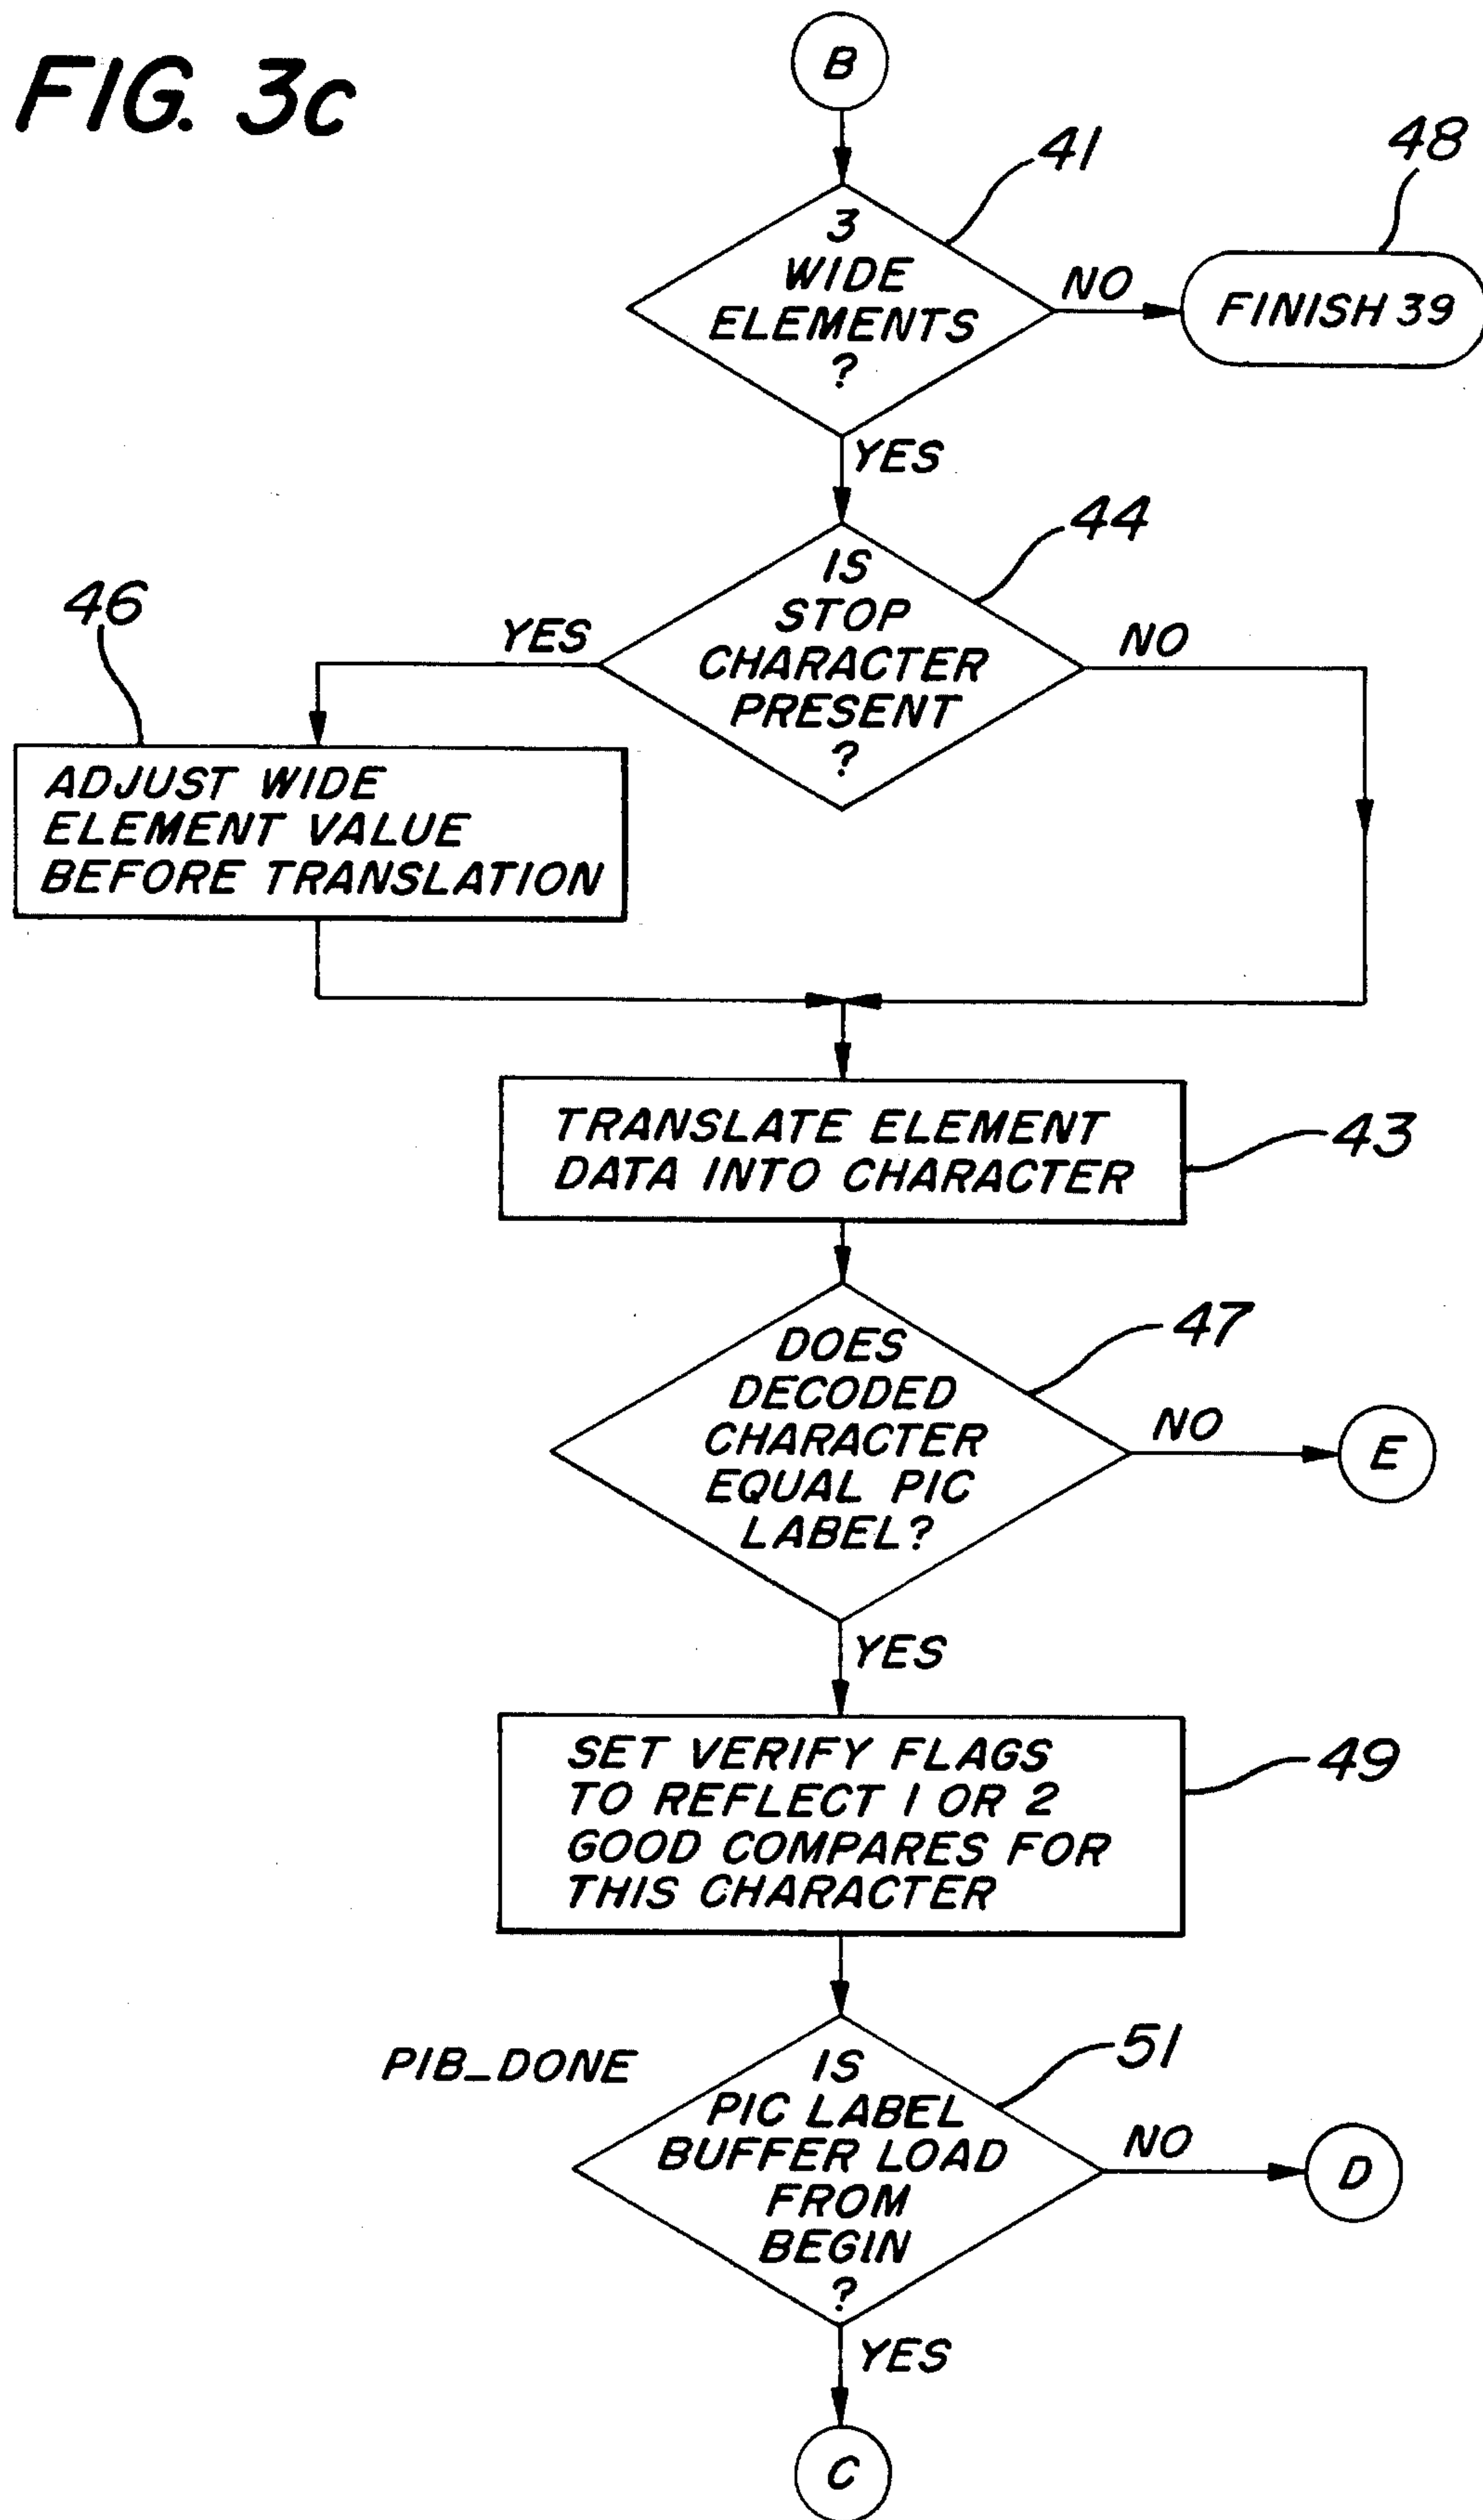 FIG. 3c
B
41
48
3
WIDE
ELEMENTS
?
NO
FINISH 39
YES
44
IS
STOP
CHARACTER
PRESENT
?
46
YES
NO
ADJUST WIDE
ELEMENT VALUE
BEFORE TRANSLATION
TRANSLATE ELEMENT
DATA INTO CHARACTER
43
47
DOES
DECODED
CHARACTER
EQUAL PIC
LABEL?
NO
E
YES
SET VERIFY FLAGS
TO REFLECT 1 OR 2
GOOD COMPARES FOR
THIS CHARACTER
49
PIB_DONE
51
IS
PIC LABEL
BUFFER LOAD
FROM
BEGIN
?
NO
D
YES
C